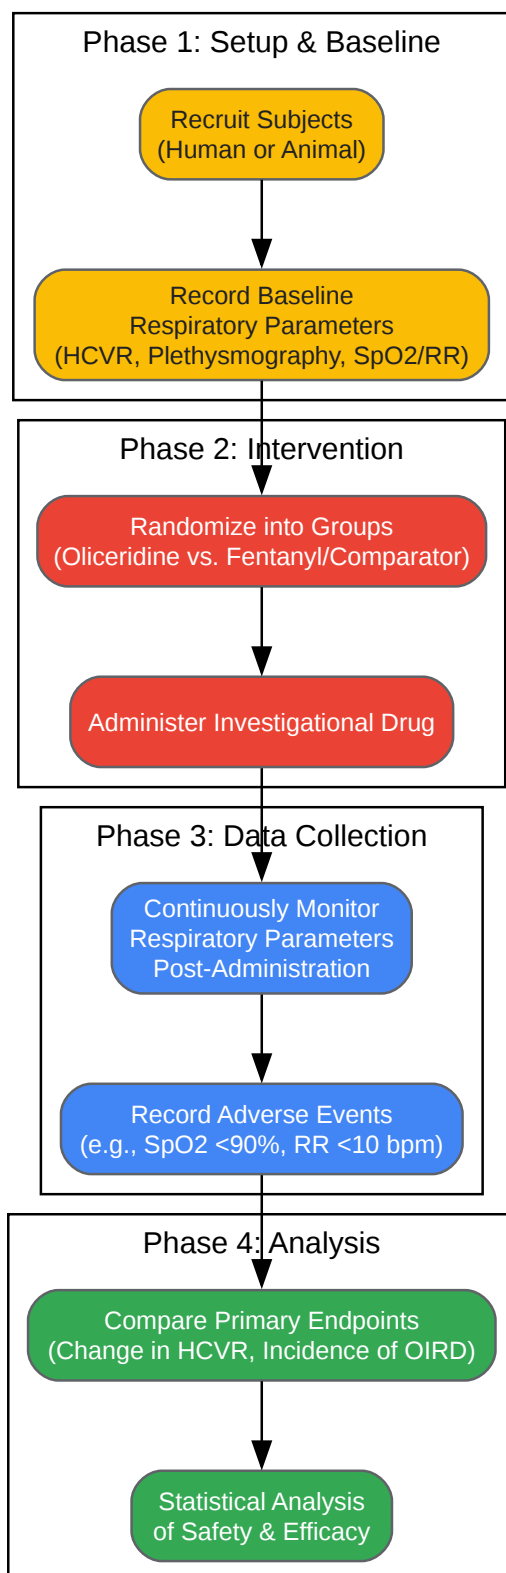 Phase 1: Setup & Baseline
Recruit Subjects
(Human or Animal)
Record Baseline
Respiratory Parameters
(HCVR, Plethysmography, SpO2/RR)
Phase 2: Intervention
Randomize into Groups
(Oliceridine vs. Fentanyl/Comparator)
Administer Investigational Drug
Phase 3: Data Collection
Continuously Monitor
Respiratory Parameters
Post-Administration
Record Adverse Events
(e.g., SpO2 <90%, RR <10 bpm)
Phase 4: Analysis
Compare Primary Endpoints
(Change in HCVR, Incidence of OIRD)
Statistical Analysis
of Safety & Efficacy